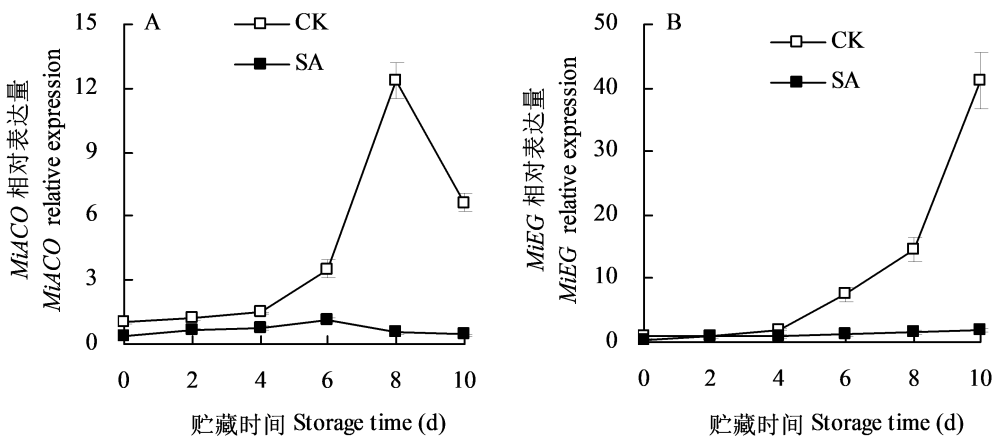 A
CK
SA
15
12
9
6
3
0
MiACO 相对表达量
MiACO relative expression
0 2 4 6 8 10
贮藏时间 Storage time (d)
B
CK
SA
50
40
30
20
10
0
MiEG 相对表达量
MiEG relative expression
0 2 4 6 8 10
贮藏时间 Storage time (d)